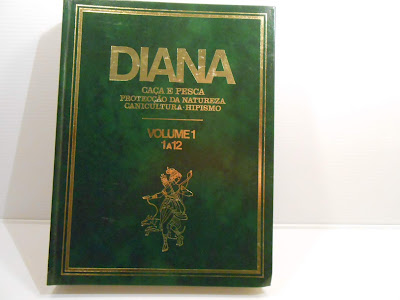 DIANA
CAÇA E PESCA
PROTECÇÃO DA NATUREZA
CANICULTURA · HIPISMO
VOLUME 1
1 A 12